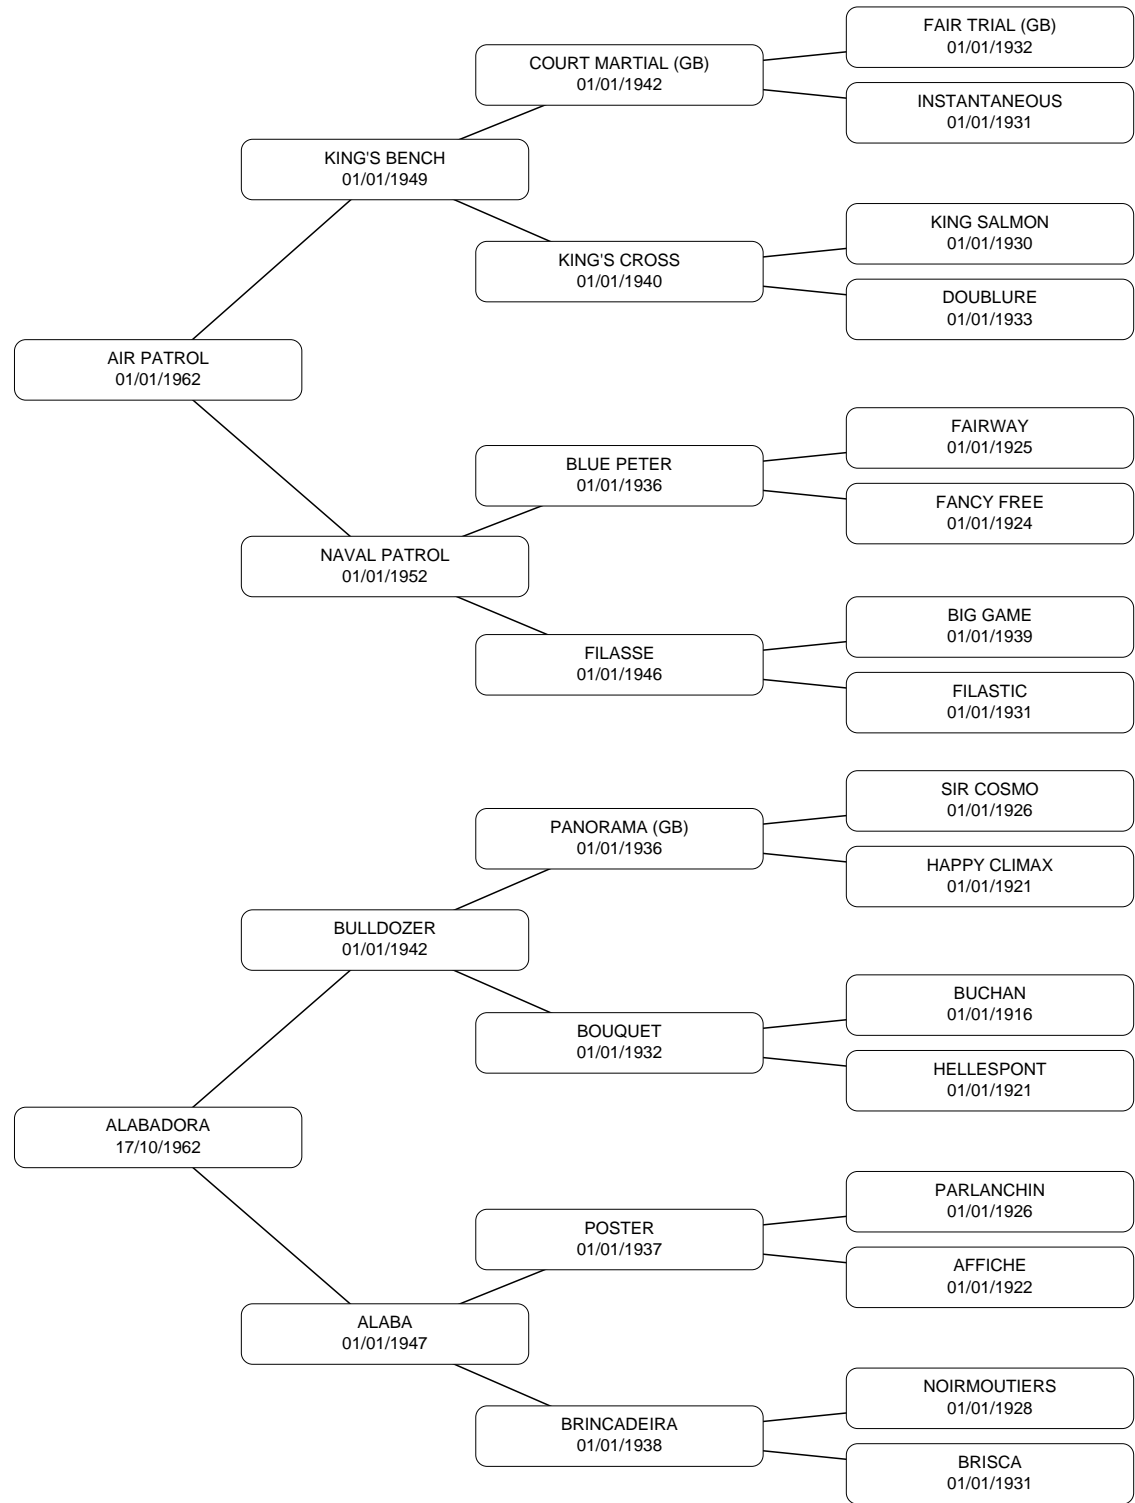 FAIR TRIAL (GB)
01/01/1932
COURT MARTIAL (GB)
01/01/1942
INSTANTANEOUS
01/01/1931
KING'S BENCH
01/01/1949
KING SALMON
01/01/1930
KING'S CROSS
01/01/1940
DOUBLURE
01/01/1933
AIR PATROL
01/01/1962
FAIRWAY
01/01/1925
BLUE PETER
01/01/1936
FANCY FREE
01/01/1924
NAVAL PATROL
01/01/1952
BIG GAME
01/01/1939
FILASSE
01/01/1946
FILASTIC
01/01/1931
SIR COSMO
01/01/1926
PANORAMA (GB)
01/01/1936
HAPPY CLIMAX
01/01/1921
BULLDOZER
01/01/1942
BUCHAN
01/01/1916
BOUQUET
01/01/1932
HELLESPONT
01/01/1921
ALABADORA
17/10/1962
PARLANCHIN
01/01/1926
POSTER
01/01/1937
AFFICHE
01/01/1922
ALABA
01/01/1947
NOIRMOUTIERS
01/01/1928
BRINCADEIRA
01/01/1938
BRISCA
01/01/1931